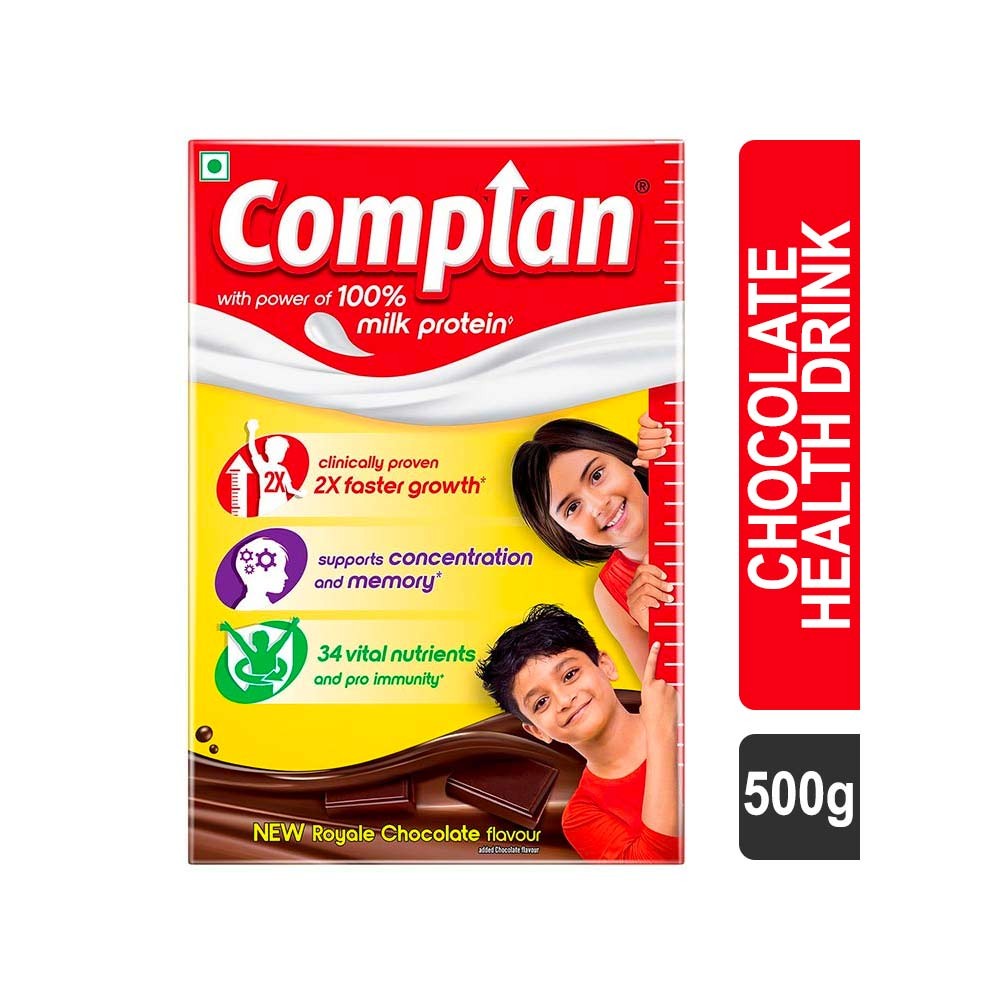 Complan®
with power of 100%
milk protein◊
2X
clinically proven
2X faster growth*
supports concentration
and memory*
34 vital nutrients
and pro immunity+
NEW Royale Chocolate flavour
added Chocolate flavour
CHOCOLATE
HEALTH DRINK
500g